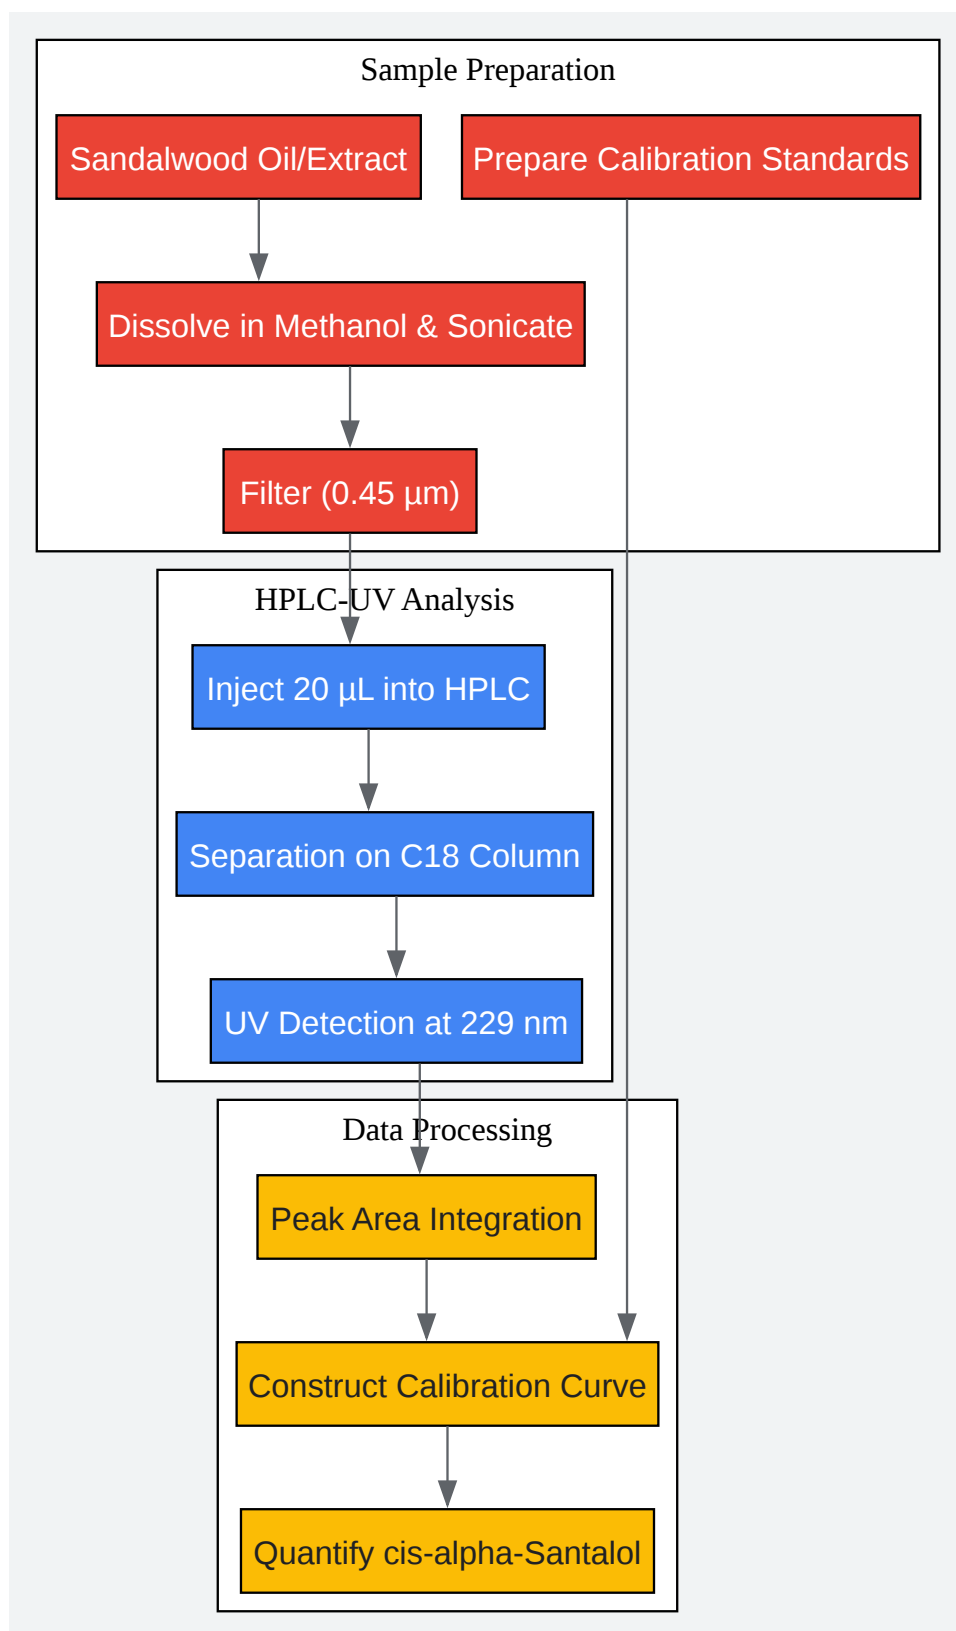 Sample Preparation
Sandalwood Oil/Extract
Prepare Calibration Standards
Dissolve in Methanol & Sonicate
Filter (0.45 µm)
HPLC-UV Analysis
Inject 20 µL into HPLC
Separation on C18 Column
UV Detection at 229 nm
Data Processing
Peak Area Integration
Construct Calibration Curve
Quantify cis-alpha-Santalol